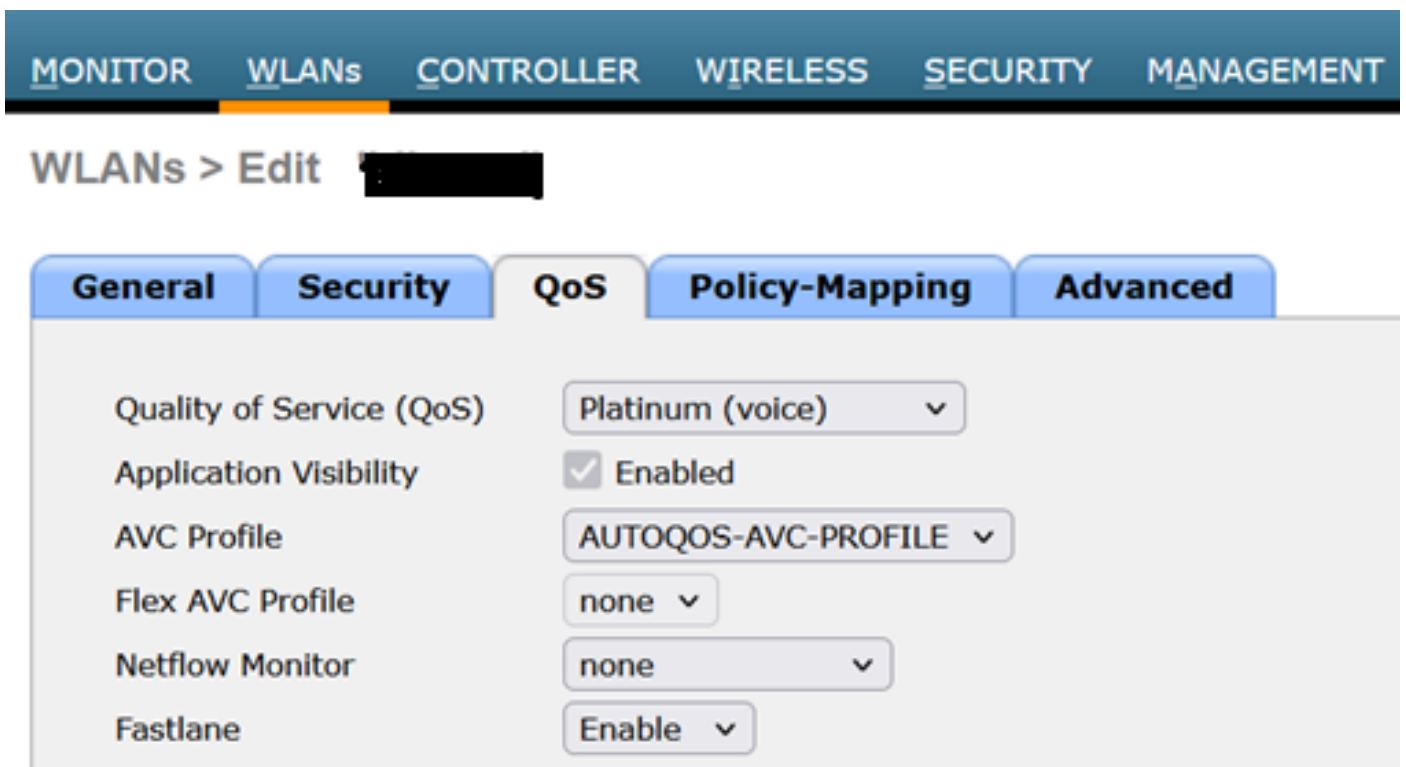 MONITOR WLANs CONTROLLER WIRELESS SECURITY MANAGEMENT
WLANs > Edit
General Security QoS Policy-Mapping Advanced
Quality of Service (QoS) Platinum (voice)
Application Visibility Enabled
AVC Profile AUTOQOS-AVC-PROFILE
Flex AVC Profile none
Netflow Monitor none
Fastlane Enable